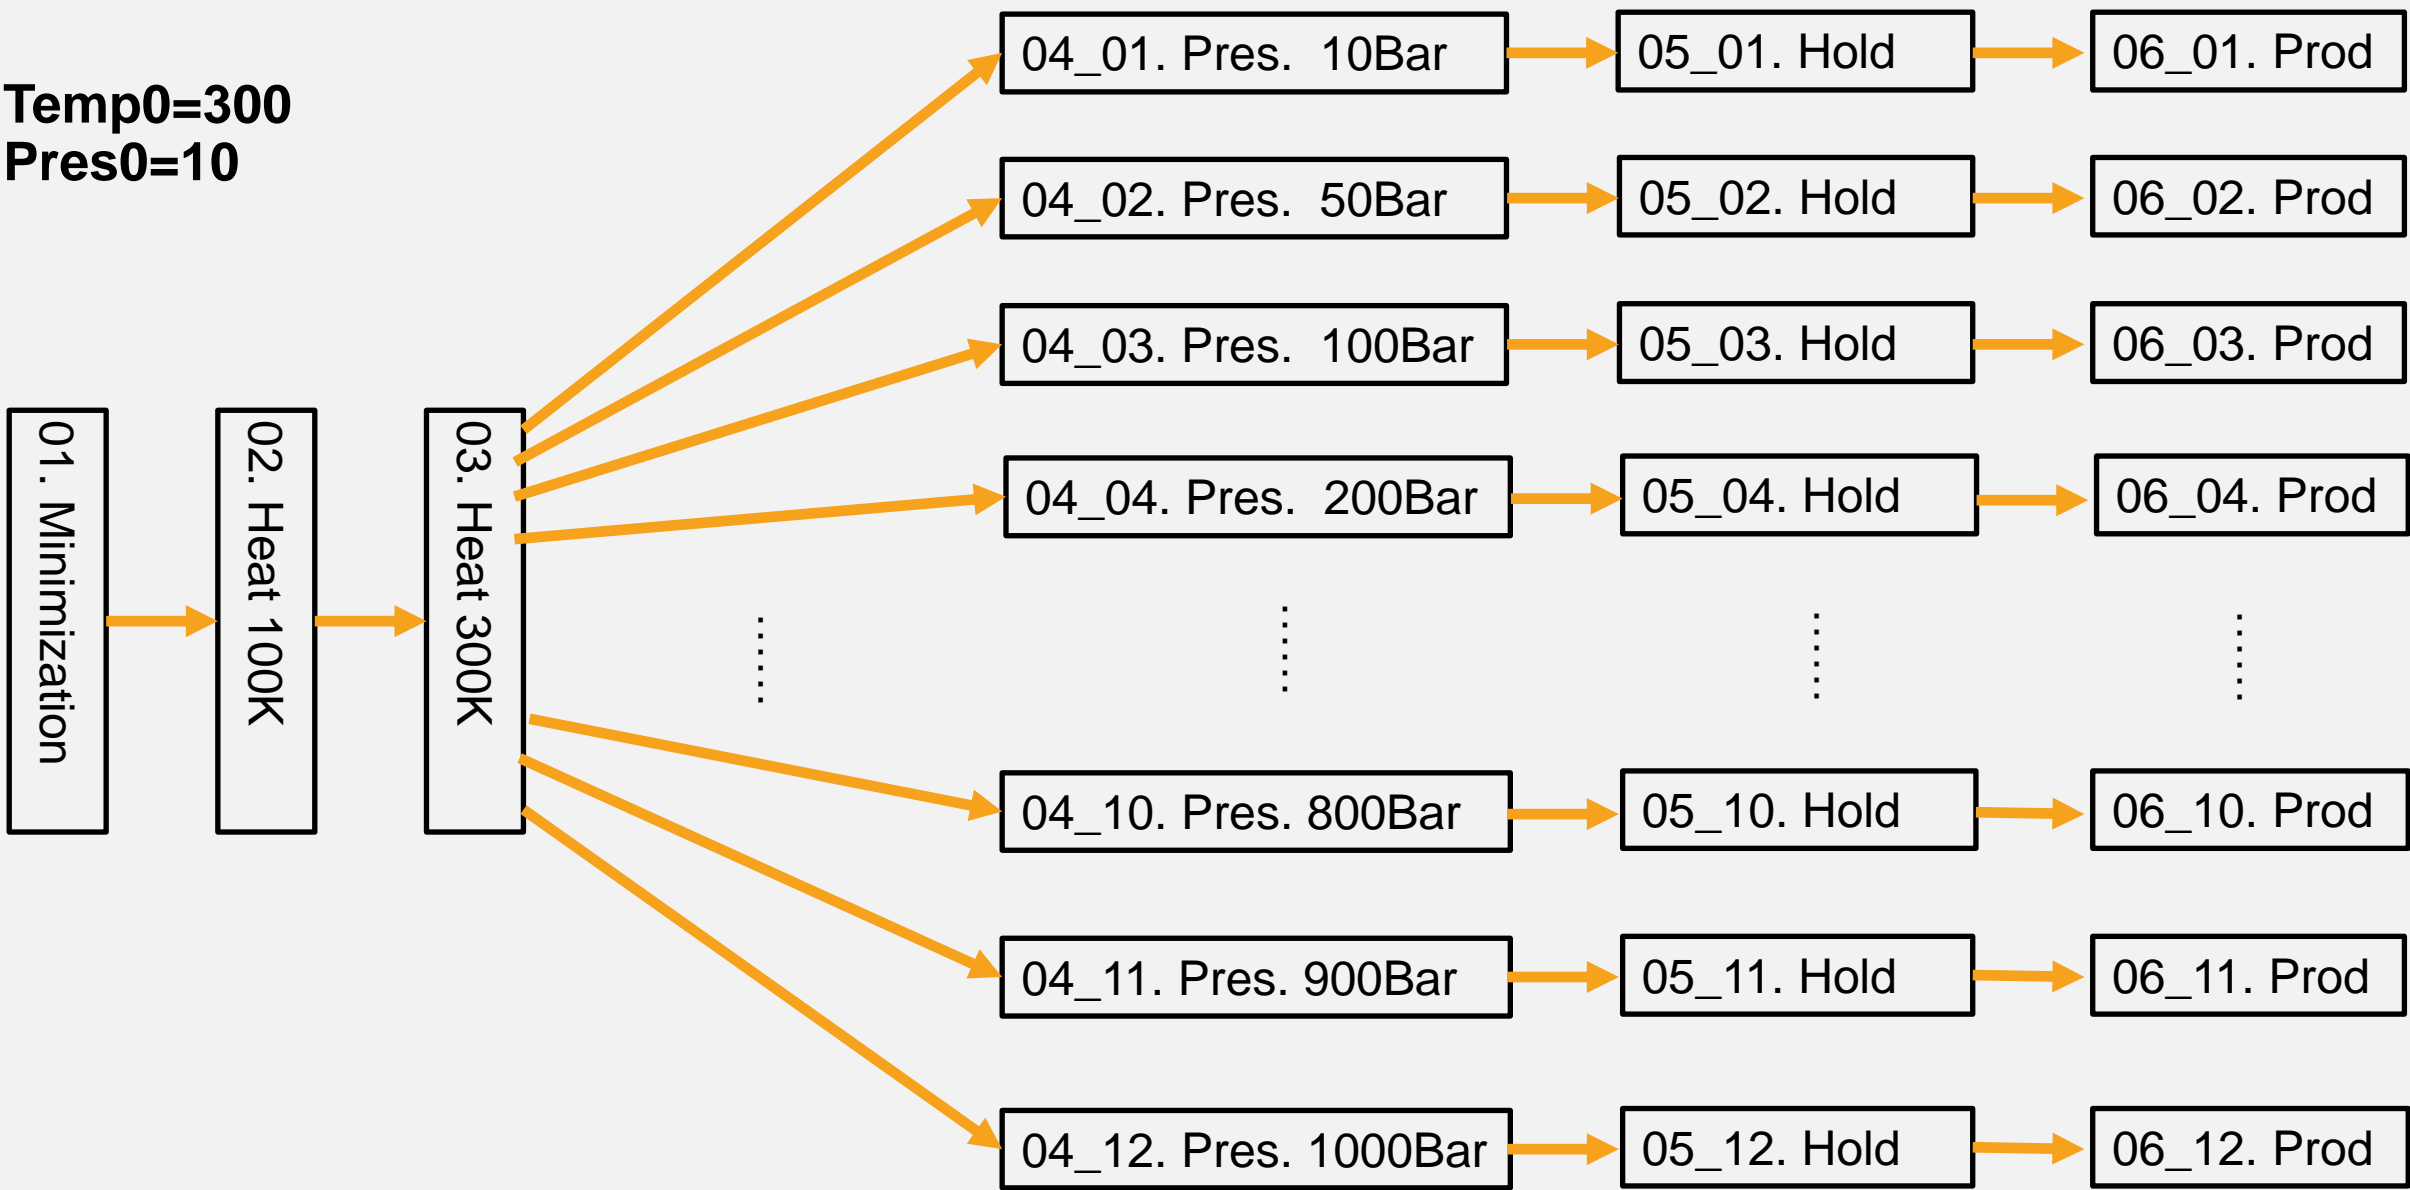 Temp0=300
Pres0=10
01. Minimization
02. Heat 100K
03. Heat 300K
04_01. Pres.  10Bar
05_01. Hold
06_01. Prod
04_02. Pres.  50Bar
05_02. Hold
06_02. Prod
04_03. Pres.  100Bar
05_03. Hold
06_03. Prod
04_04. Pres.  200Bar
05_04. Hold
06_04. Prod
......
......
......
......
04_10. Pres. 800Bar
05_10. Hold
06_10. Prod
04_11. Pres. 900Bar
05_11. Hold
06_11. Prod
04_12. Pres. 1000Bar
05_12. Hold
06_12. Prod